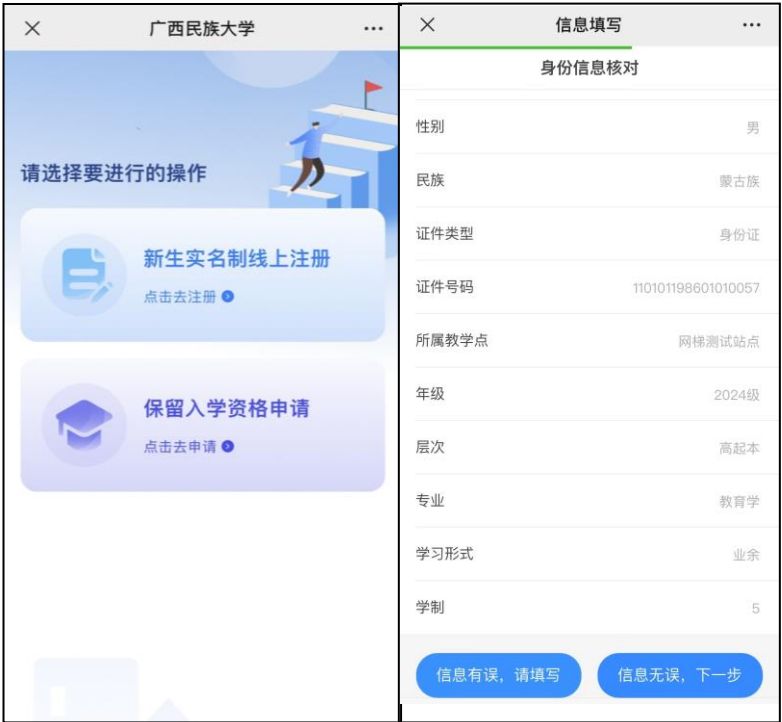 广西民族大学
请选择要进行的操作
新生实名制线上注册
点击去注册
保留入学资格申请
点击去申请
信息填写
身份信息核对
性别 男
民族 蒙古族
证件类型 身份证
证件号码 110101198601010057
所属教学点 网梯测试站点
年级 2024级
层次 高起本
专业 教育学
学习形式 业余
学制 5
信息有误，请填写 信息无误，下一步